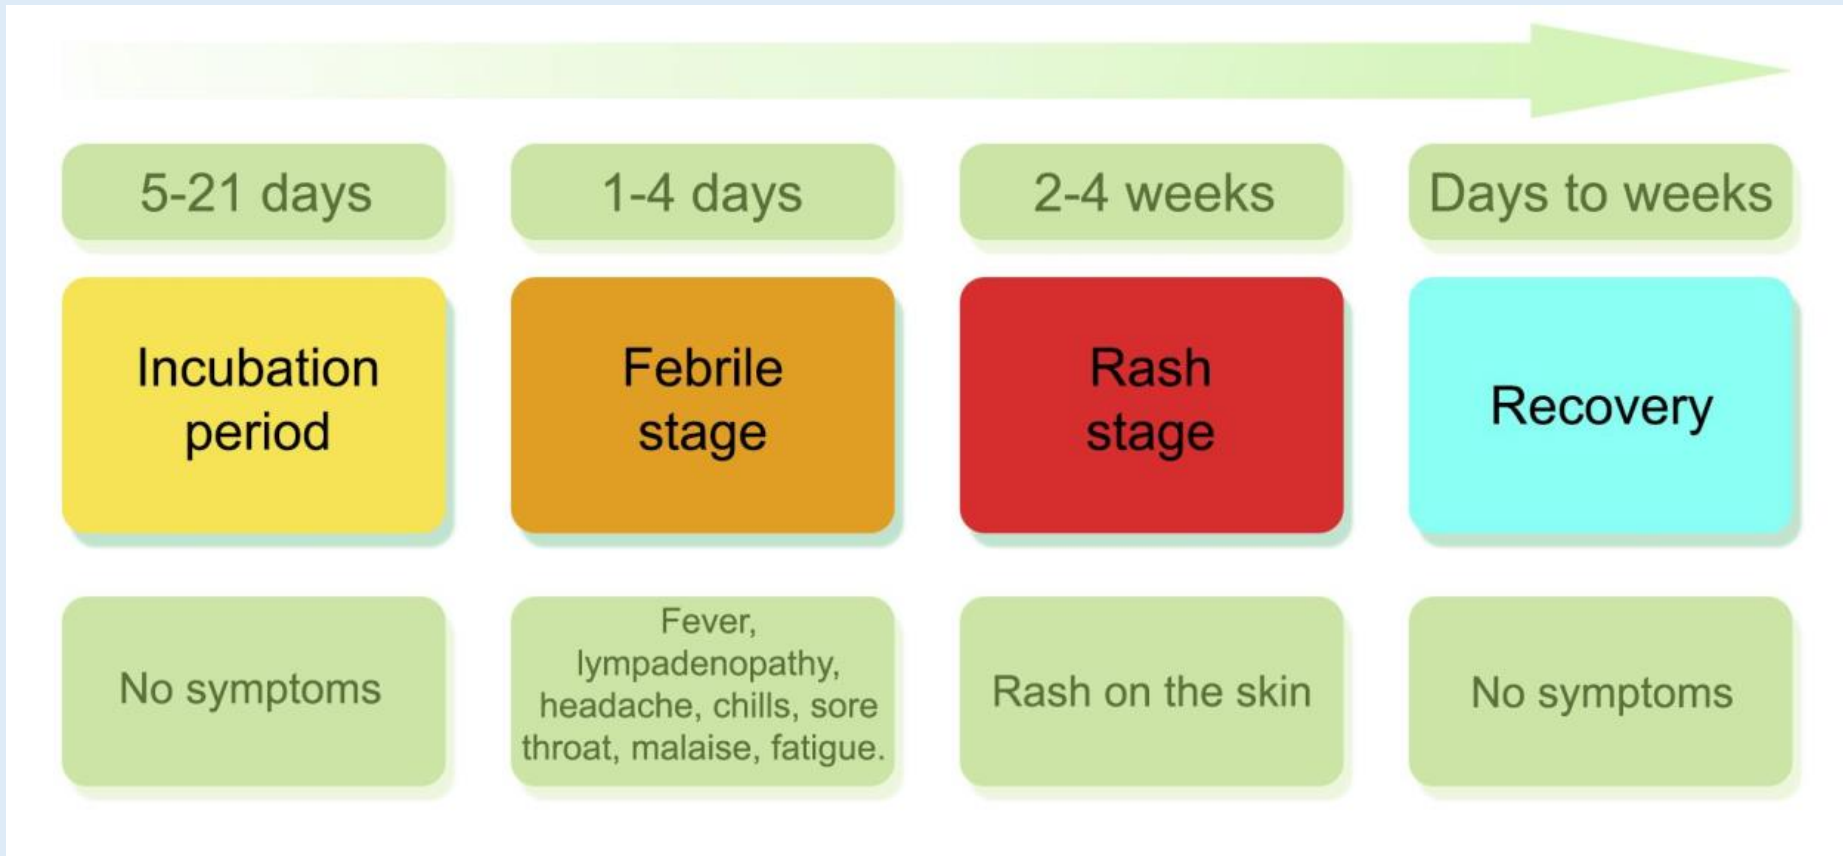 5-21 days
1-4 days
2-4 weeks
Days to weeks
Incubation
period
Febrile
stage
Rash
stage
Recovery
No symptoms
Fever,
lympadenopathy,
headache, chills, sore
throat, malaise, fatigue.
Rash on the skin
No symptoms